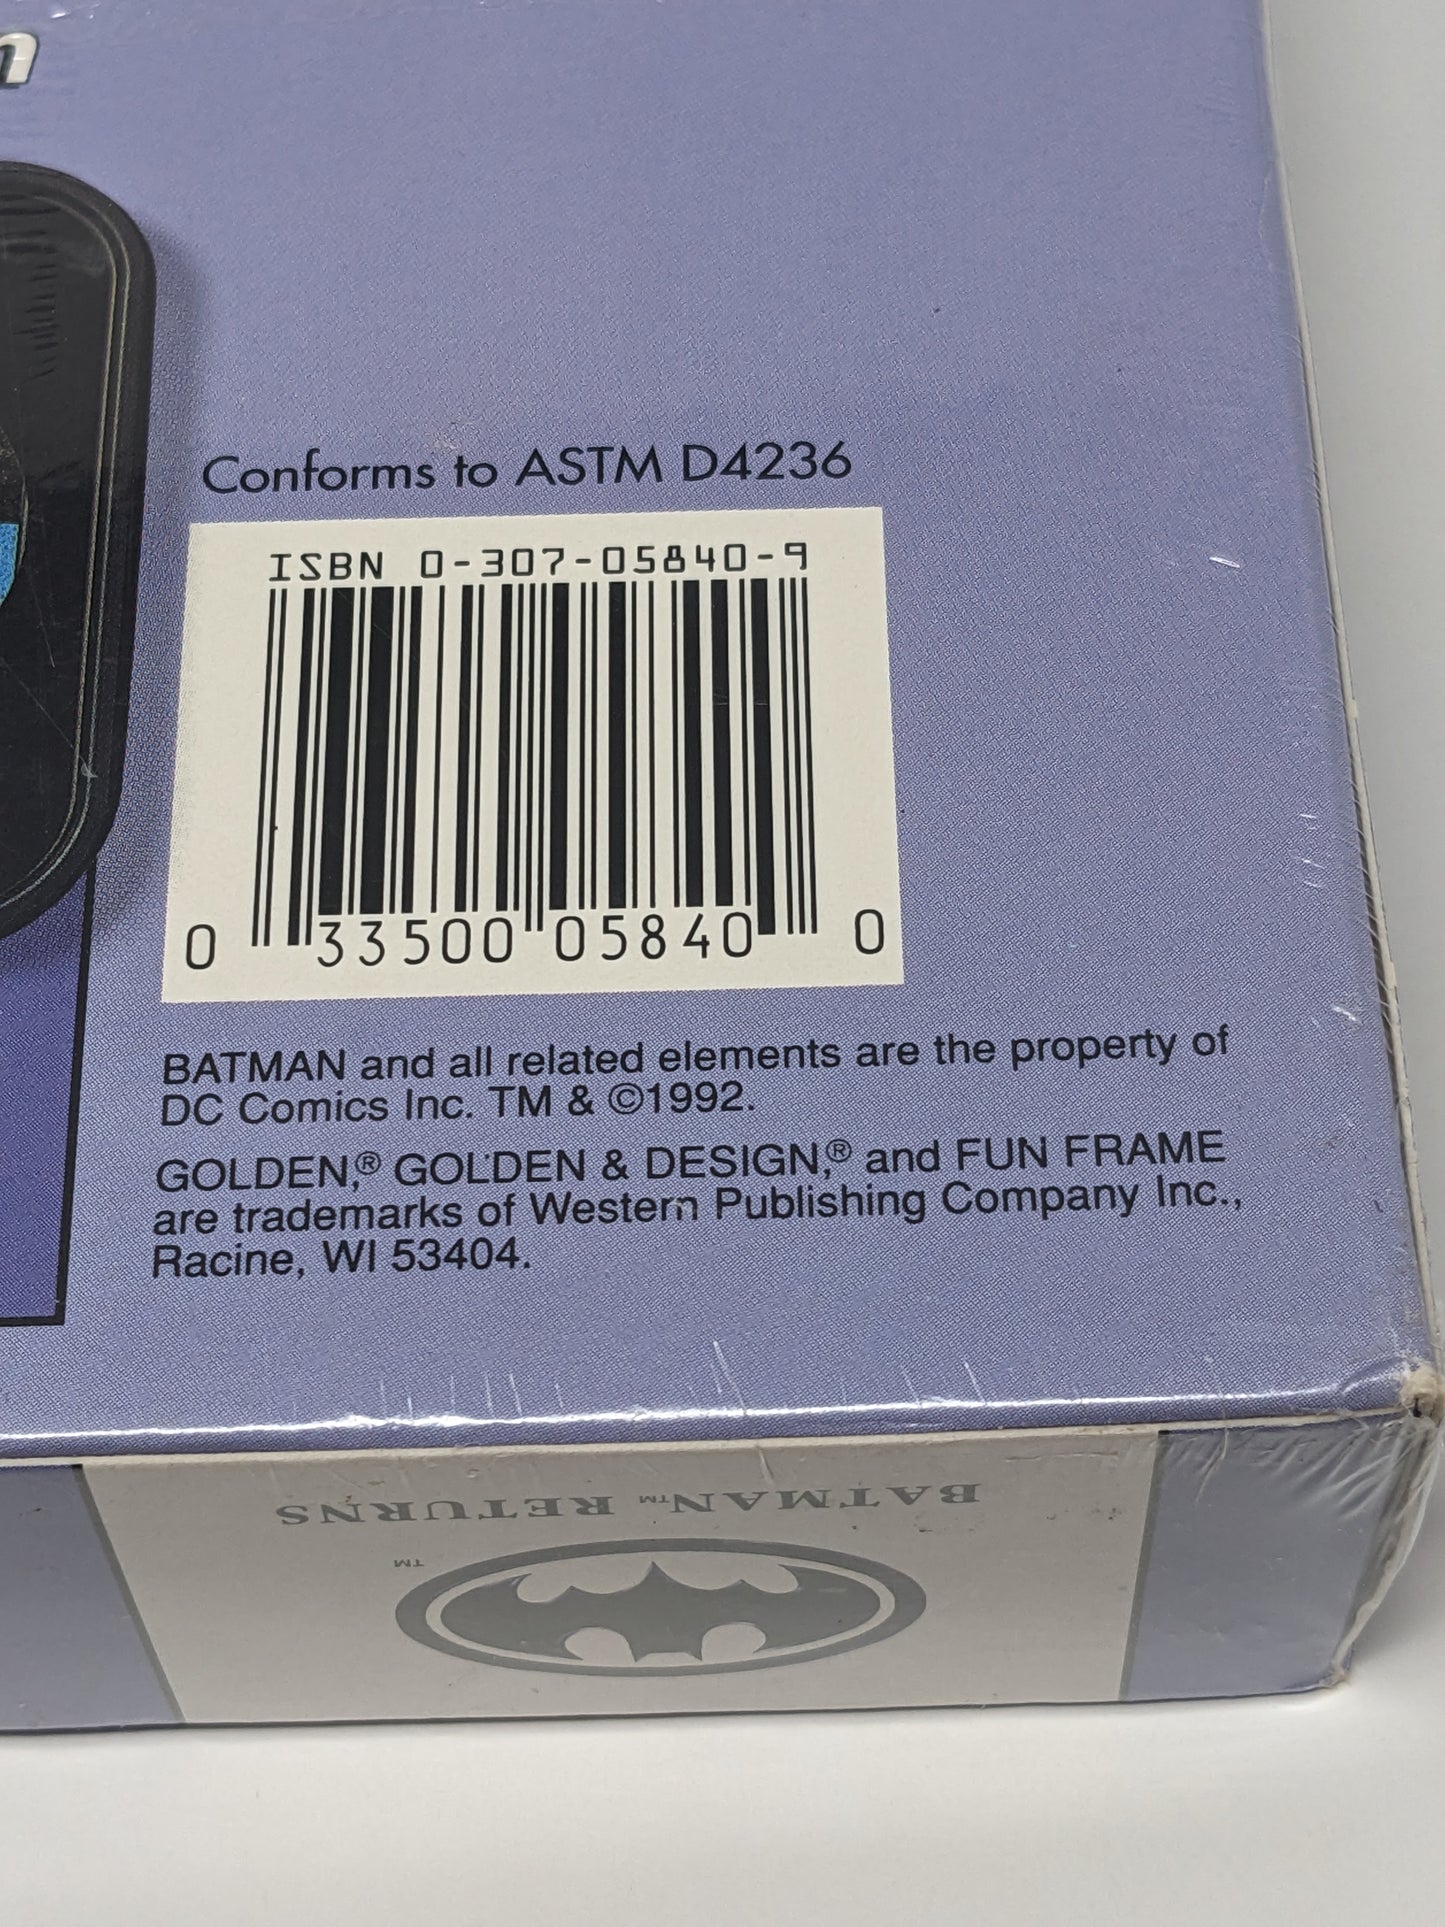 Conforms to ASTM D4236
ISBN 0-307-05840-9
0 33500 05840 0
BATMAN and all related elements are the property of
DC Comics Inc. TM & ©1992.
GOLDEN,® GOLDEN & DESIGN,® and FUN FRAME
are trademarks of Western Publishing Company Inc.,
Racine, WI 53404.
BATMAN™ RETURNS
TM